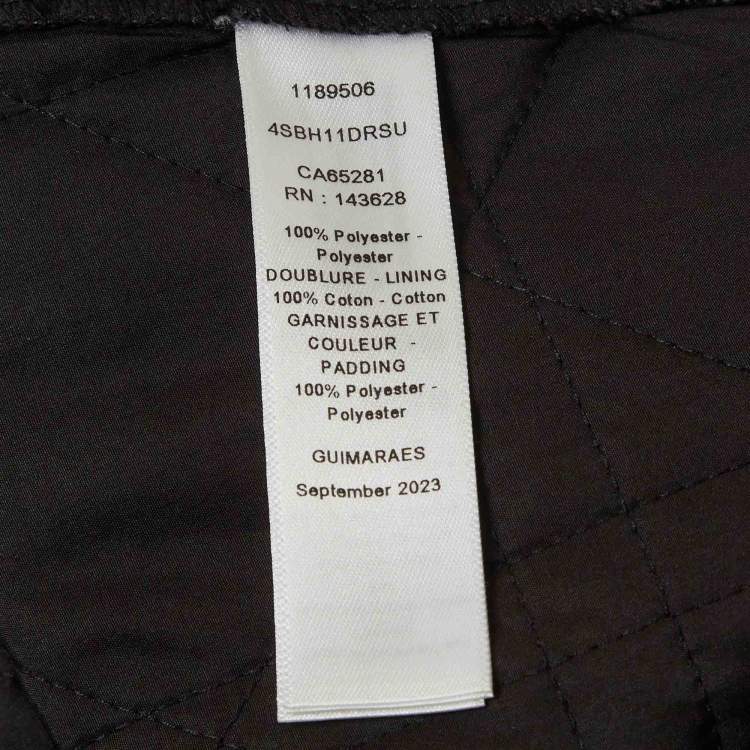 1189506
4SBH11DRSU
CA65281
RN : 143628
100% Polyester -
Polyester
DOUBLURE - LINING
100% Coton - Cotton
GARNISSAGE ET
COULEUR -
PADDING
100% Polyester -
Polyester
GUIMARAES
September 2023